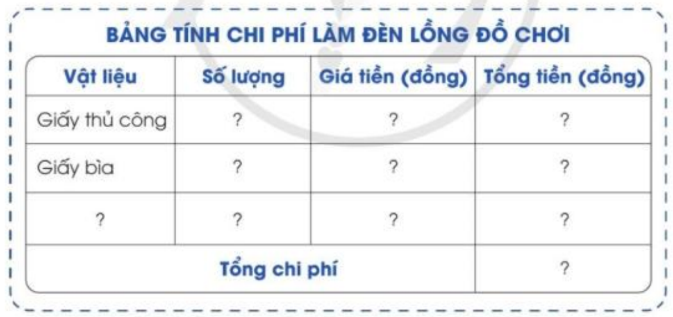 BẢNG TÍNH CHI PHÍ LÀM ĐÈN LỒNG ĐỒ CHƠI
Vật liệu Số lượng Giá tiền (đồng) Tổng tiền (đồng)
Giấy thủ công ? ? ?
Giấy bìa ? ? ?
? ? ? ?
Tổng chi phí ?